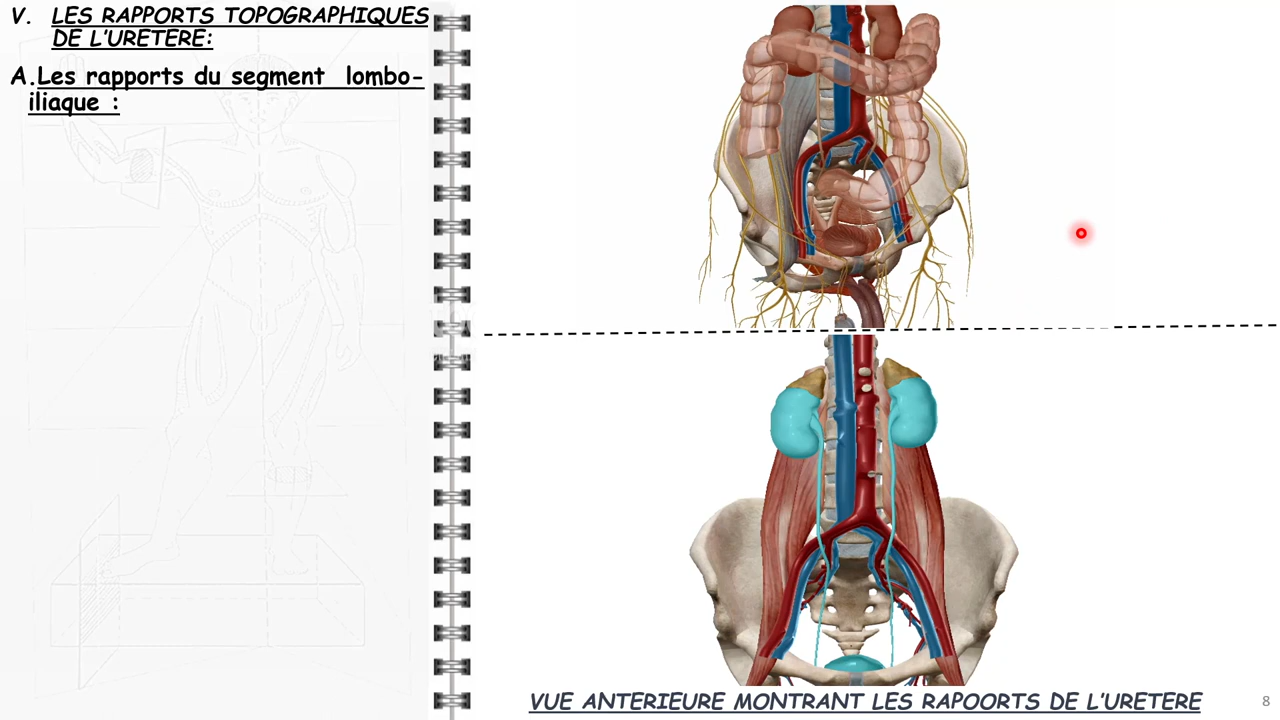 V. LES RAPPORTS TOPOGRAPHIQUES
DE L'URETERE:
A.Les rapports du segment lombo-
iliaque :
VUE ANTERIEURE MONTRANT LES RAPOORTS DE L'URETERE
8